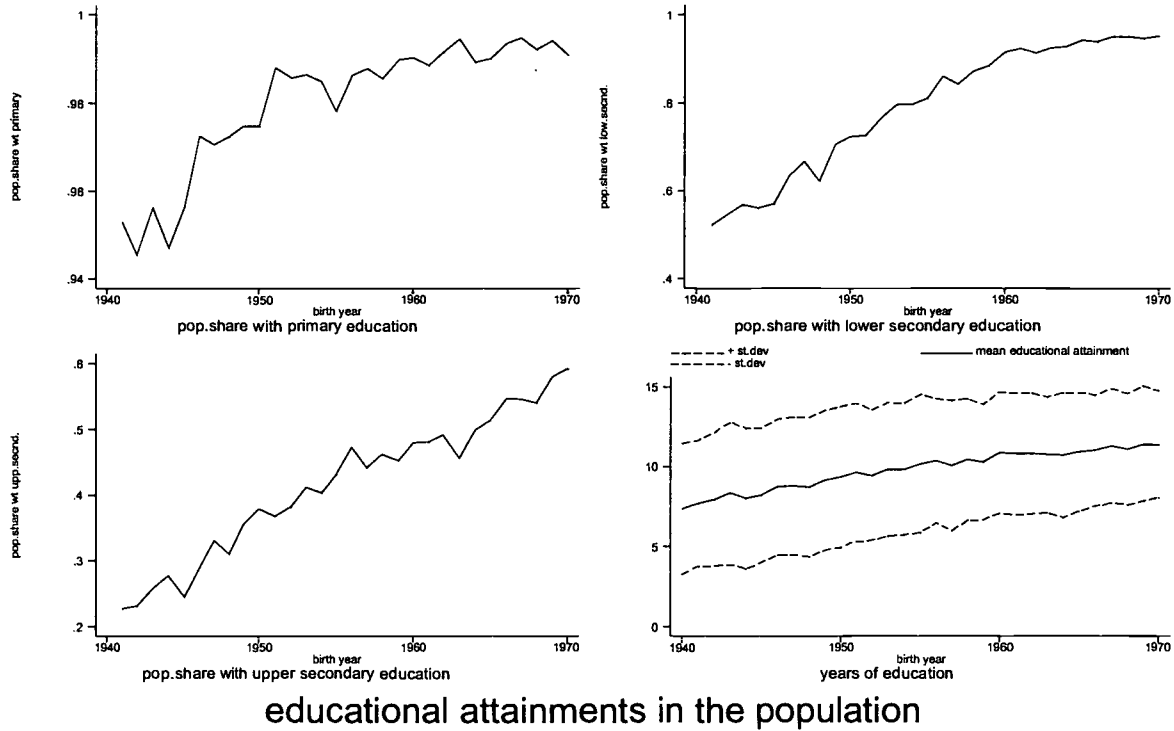 1
.98
.98
.94
pop.share wt primary
1940 1950 1960 1970
birth year
pop.share with primary education
1
.8
.6
.4
pop.share wt low.secnd.
1940 1950 1960 1970
birth year
pop.share with lower secondary education
.6
.5
.4
.3
.2
pop.share wt upp.secnd.
1940 1950 1960 1970
birth year
pop.share with upper secondary education
+ st.dev
- st.dev
mean educational attainment
15
10
5
0
1940 1950 1960 1970
birth year
years of education
educational attainments in the population